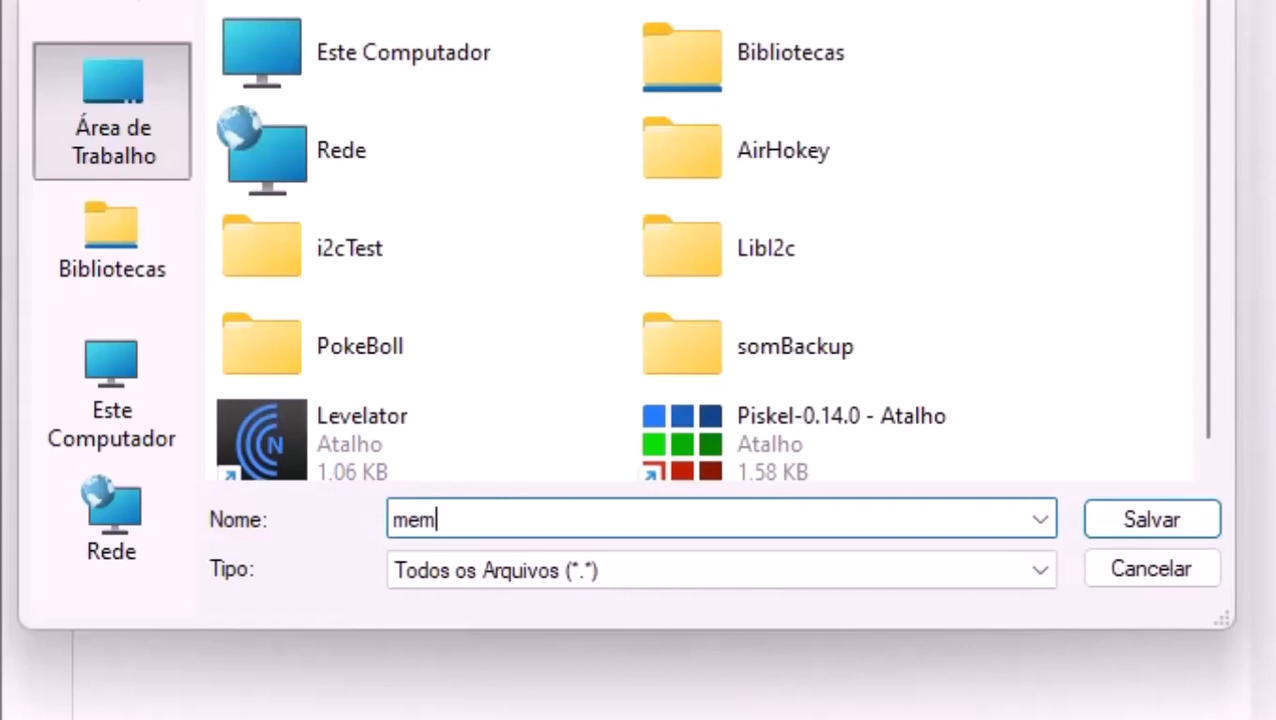 Área de
Trabalho
Bibliotecas
Este
Computador
Rede
Este Computador
Bibliotecas
Rede
AirHokey
i2cTest
LibI2c
PokeBoll
somBackup
Levelator
Atalho
1.06 KB
N
Piskel-0.14.0 - Atalho
Atalho
1.58 KB
Nome:
mem
Salvar
Tipo:
Todos os Arquivos (*.*)
Cancelar